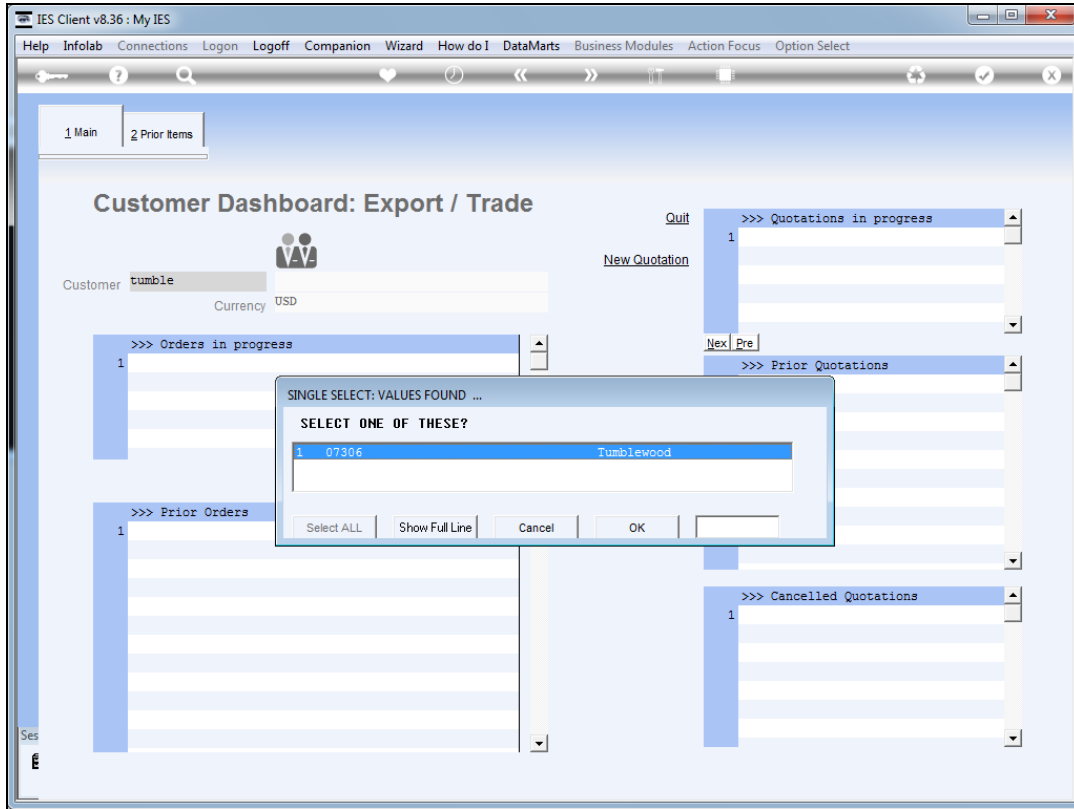 IES Client v8.36 : My IES
Help Infolab Connections Logon Logoff Companion Wizard How do I DataMarts Business Modules Action Focus Option Select
1 Main
2 Prior Items
Customer Dashboard: Export / Trade
Quit
New Quotation
Customer tumble
Currency USD
>>> Quotations in progress
1
Nex Pre
>>> Orders in progress
1
>>> Prior Quotations
SINGLE SELECT: VALUES FOUND ...
SELECT ONE OF THESE?
1 07306 Tumblewood
Select ALL Show Full Line Cancel OK
>>> Prior Orders
1
>>> Cancelled Quotations
1
Ses